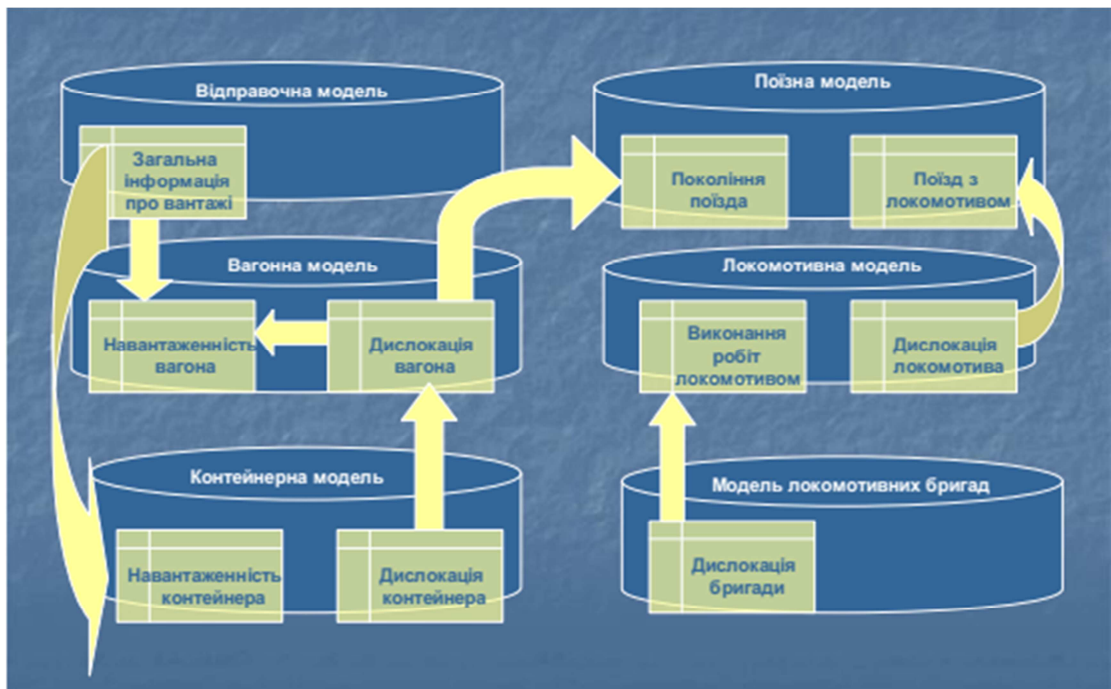 Відправочна модель
Загальна
інформація
про вантажі
Поїзна модель
Покоління
поїзда
Поїзд з
локомотивом
Вагонна модель
Навантаженність
вагона
Дислокація
вагона
Локомотивна модель
Виконання
робіт
локомотивом
Дислокація
локомотива
Контейнерна модель
Навантаженність
контейнера
Дислокація
контейнера
Модель локомотивних бригад
Дислокація
бригади